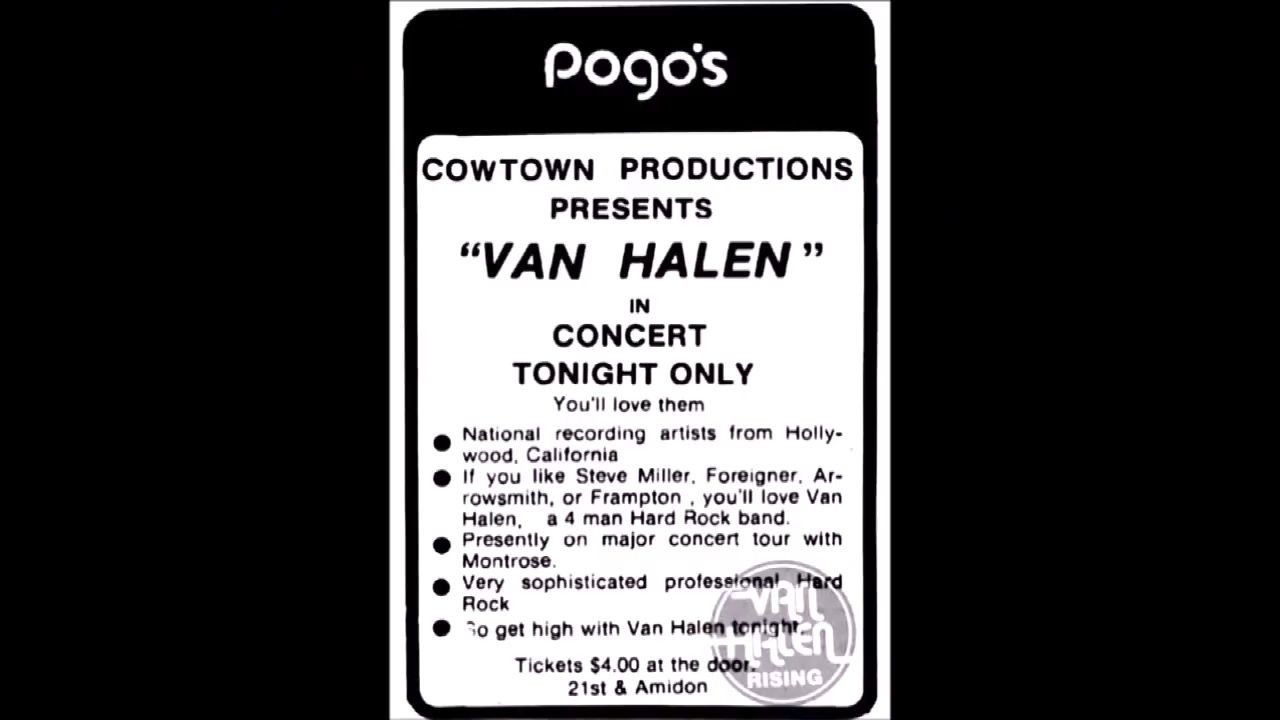 Pogo's
COWTOWN PRODUCTIONS
PRESENTS
“VAN HALEN”
IN
CONCERT
TONIGHT ONLY
You'll love them
● National recording artists from Holly-
wood, California
● If you like Steve Miller, Foreigner, Ar-
rowsmith, or Frampton , you'll love Van
Halen, a 4 man Hard Rock band.
● Presently on major concert tour with
Montrose.
● Very sophisticated professional Hard
Rock
● So get high with Van Halen tonight.
Tickets $4.00 at the door.
21st & Amidon
VAN
HALEN
RISING